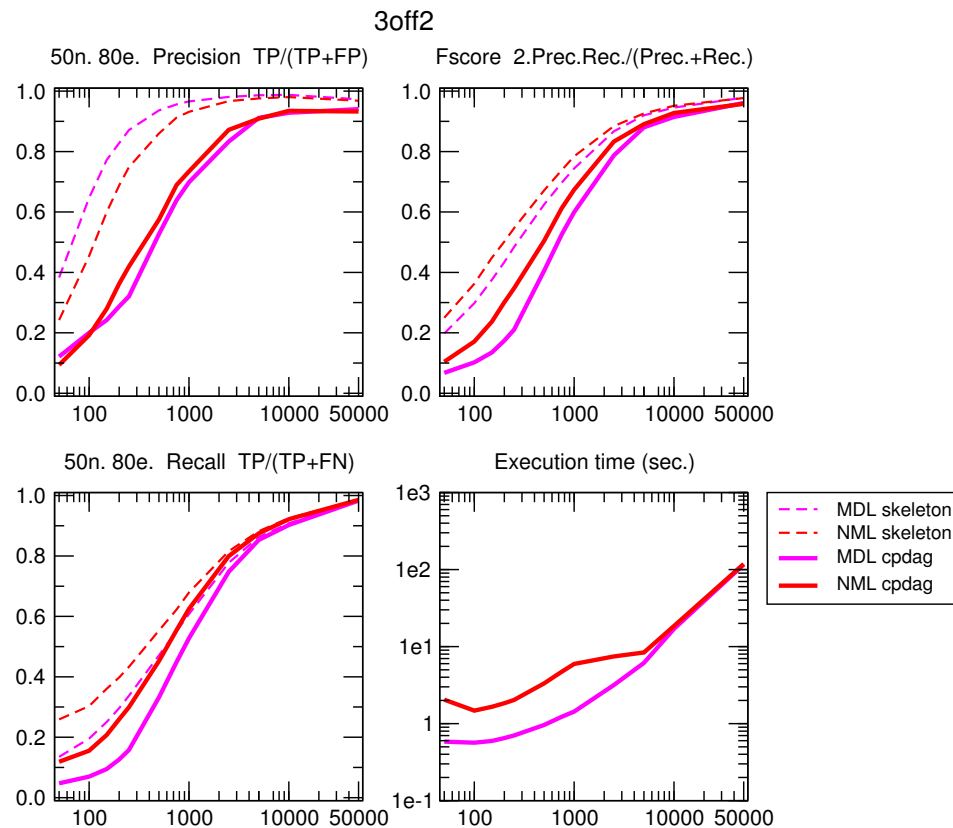 3off2
50n. 80e. Precision TP/(TP+FP)
1.0
0.8
0.6
0.4
0.2
0.0
100 1000 10000 50000
Fscore 2.Prec.Rec./(Prec.+Rec.)
1.0
0.8
0.6
0.4
0.2
0.0
100 1000 10000 50000
50n. 80e. Recall TP/(TP+FN)
1.0
0.8
0.6
0.4
0.2
0.0
100 1000 10000 50000
Execution time (sec.)
1e3
1e2
1e1
1
1e-1
100 1000 10000 50000
MDL skeleton
NML skeleton
MDL cpdag
NML cpdag